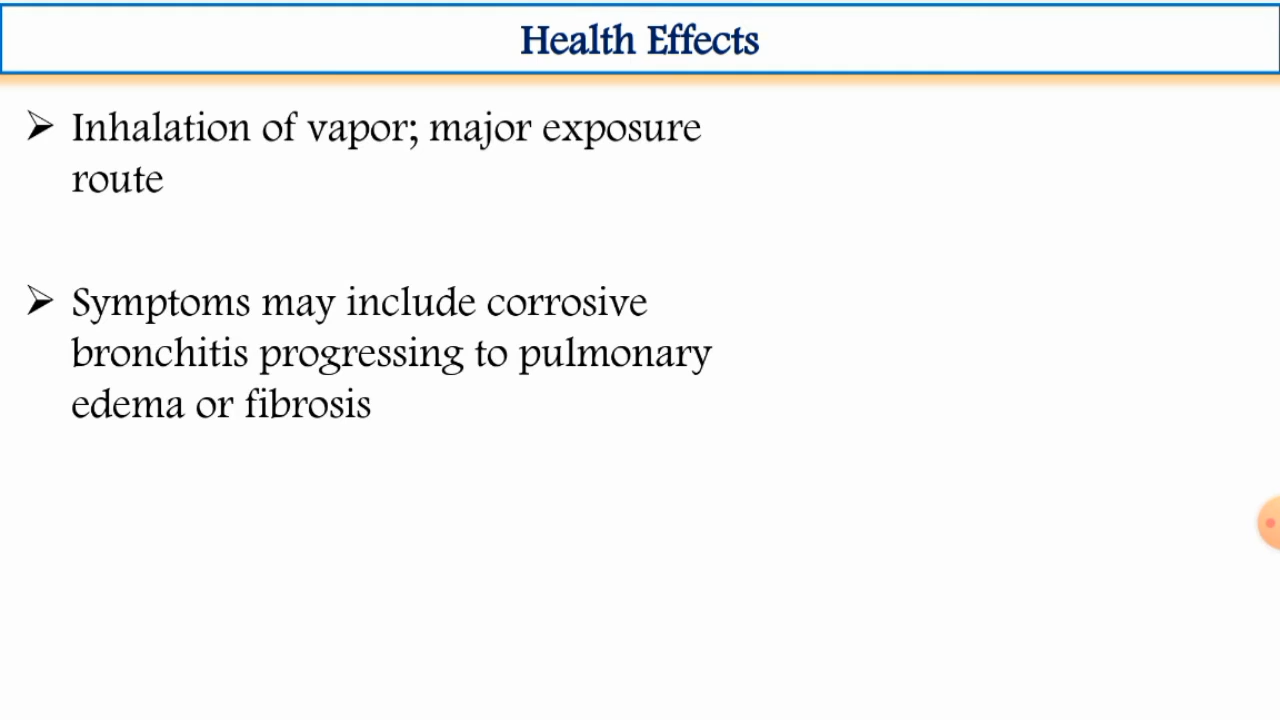 Health Effects
➢ Inhalation of vapor; major exposure
route
➢ Symptoms may include corrosive
bronchitis progressing to pulmonary
edema or fibrosis